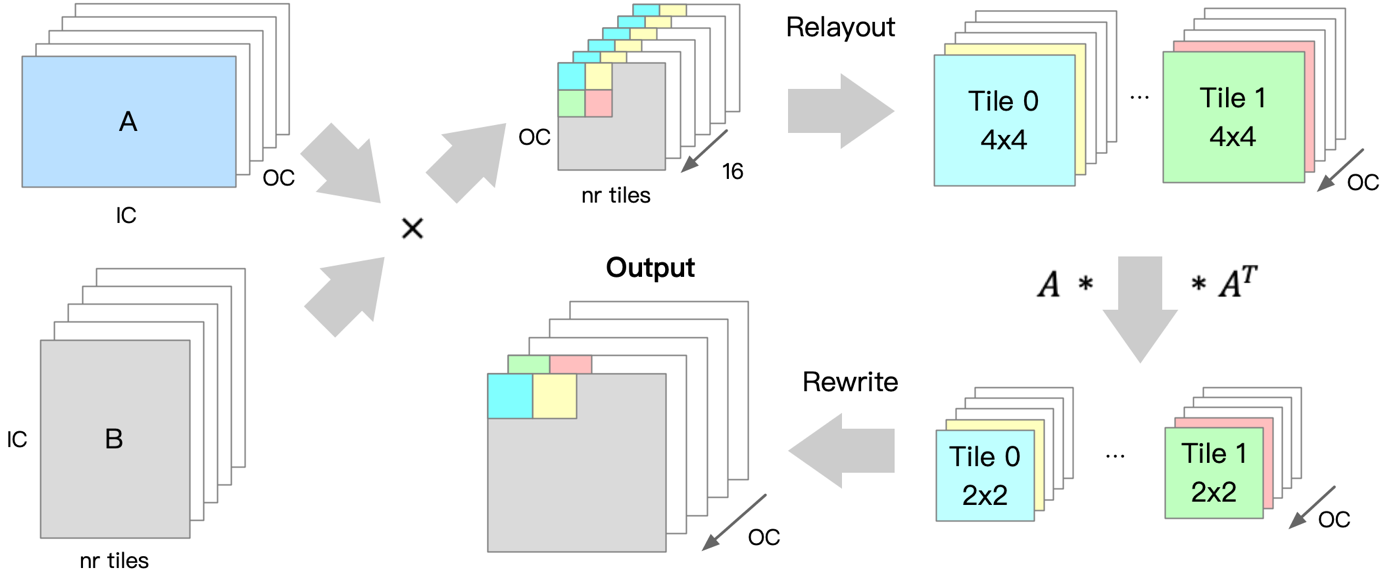 A
OC
IC
×
IC
B
nr tiles
OC
nr tiles
16
Relayout
Tile 0
4x4
...
Tile 1
4x4
OC
A *
* Aᵀ
Tile 0
2x2
...
Tile 1
2x2
OC
Rewrite
Output
OC